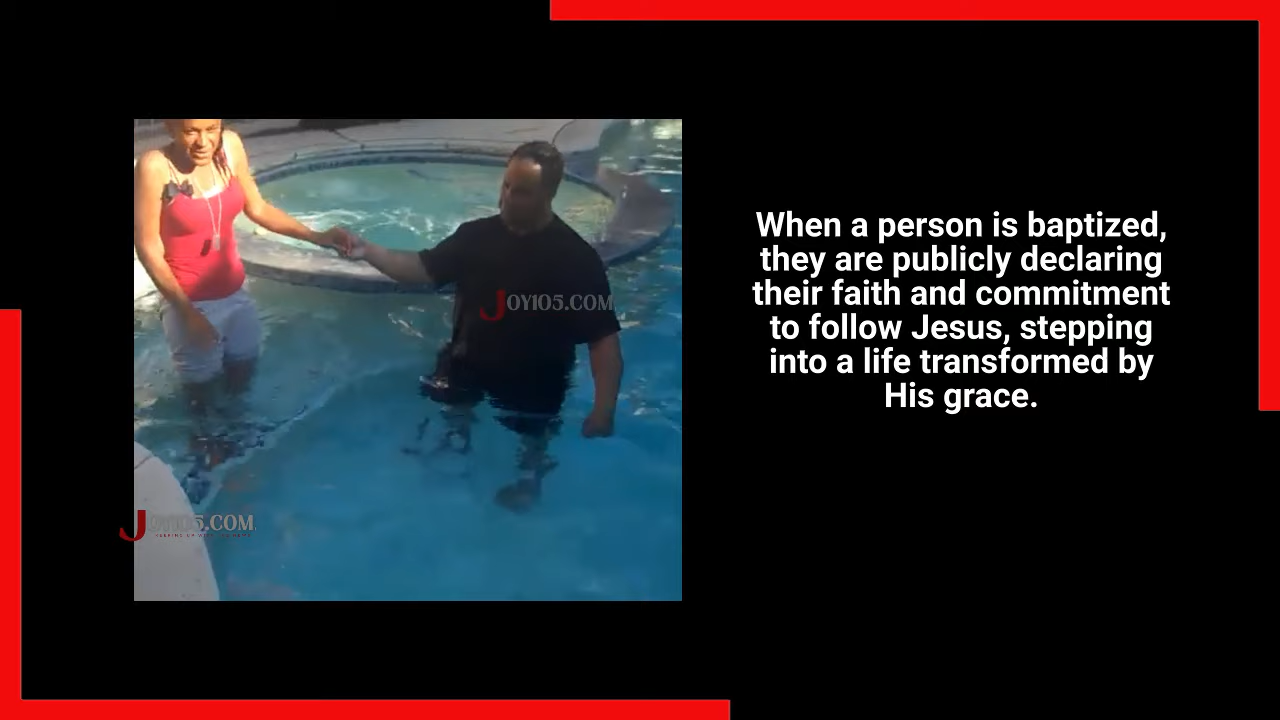 When a person is baptized,
they are publicly declaring
their faith and commitment
to follow Jesus, stepping
into a life transformed by
His grace.
JOY105.COM
JOY105.COM